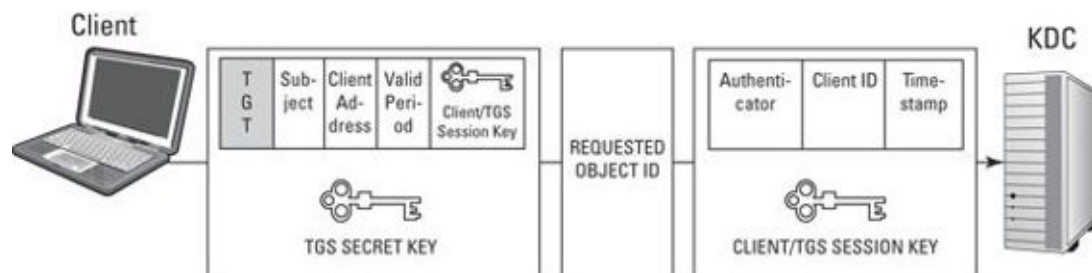 Client
KDC
T
G
T
Sub-
ject
Client
Ad-
dress
Valid
Peri-
od
Client/TGS
Session Key
TGS SECRET KEY
REQUESTED
OBJECT ID
Authenti-
cator
Client ID
Time-
stamp
CLIENT/TGS SESSION KEY